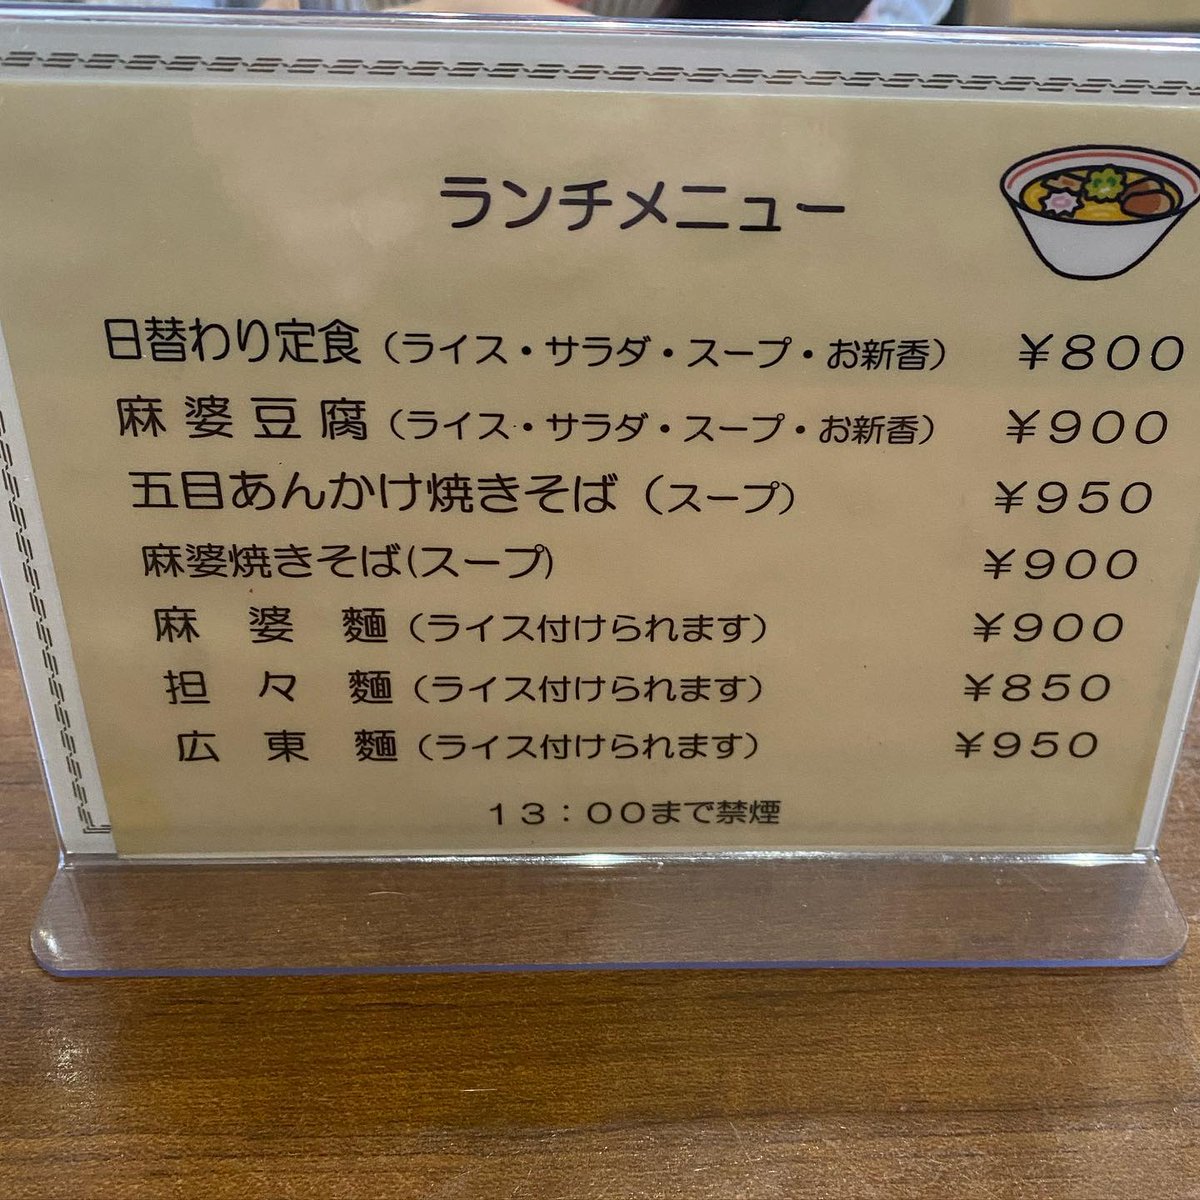 ランチメニュー
日替わり定食（ライス・サラダ・スープ・お新香） ￥８００
麻婆豆腐（ライス・サラダ・スープ・お新香） ￥９００
五目あんかけ焼きそば（スープ） ￥９５０
麻婆焼きそば(スープ) ￥９００
麻　婆　麵（ライス付けられます） ￥９００
担　々　麵（ライス付けられます） ￥８５０
広　東　麵（ライス付けられます） ￥９５０
１３：００まで禁煙